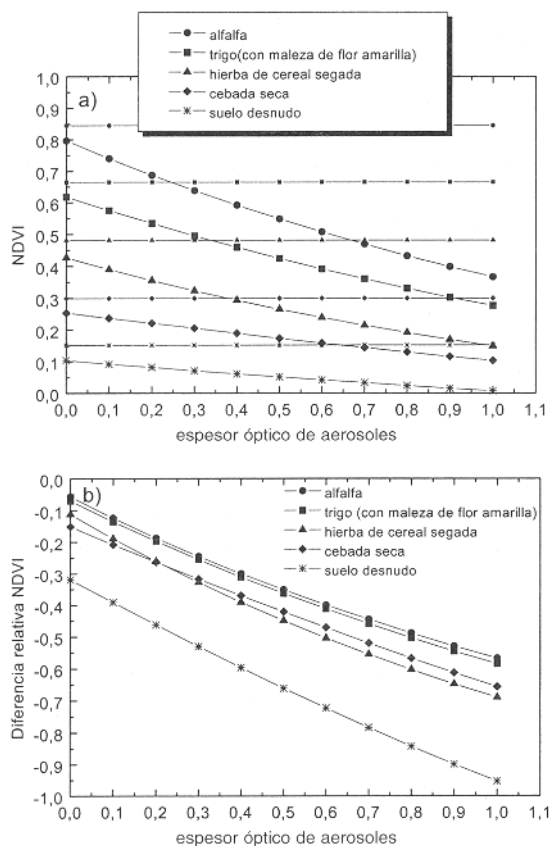 alfalfa
trigo(con maleza de flor amarilla)
hierba de cereal segada
cebada seca
suelo desnudo
a)
NDVI
1,0
0,9
0,8
0,7
0,6
0,5
0,4
0,3
0,2
0,1
0,0
0,0 0,1 0,2 0,3 0,4 0,5 0,6 0,7 0,8 0,9 1,0 1,1
espesor óptico de aerosoles
b)
alfalfa
trigo (con maleza de flor amarilla)
hierba de cereal segada
cebada seca
suelo desnudo
Diferencia relativa NDVI
0,0
-0,1
-0,2
-0,3
-0,4
-0,5
-0,6
-0,7
-0,8
-0,9
-1,0
0,0 0,1 0,2 0,3 0,4 0,5 0,6 0,7 0,8 0,9 1,0 1,1
espesor óptico de aerosoles